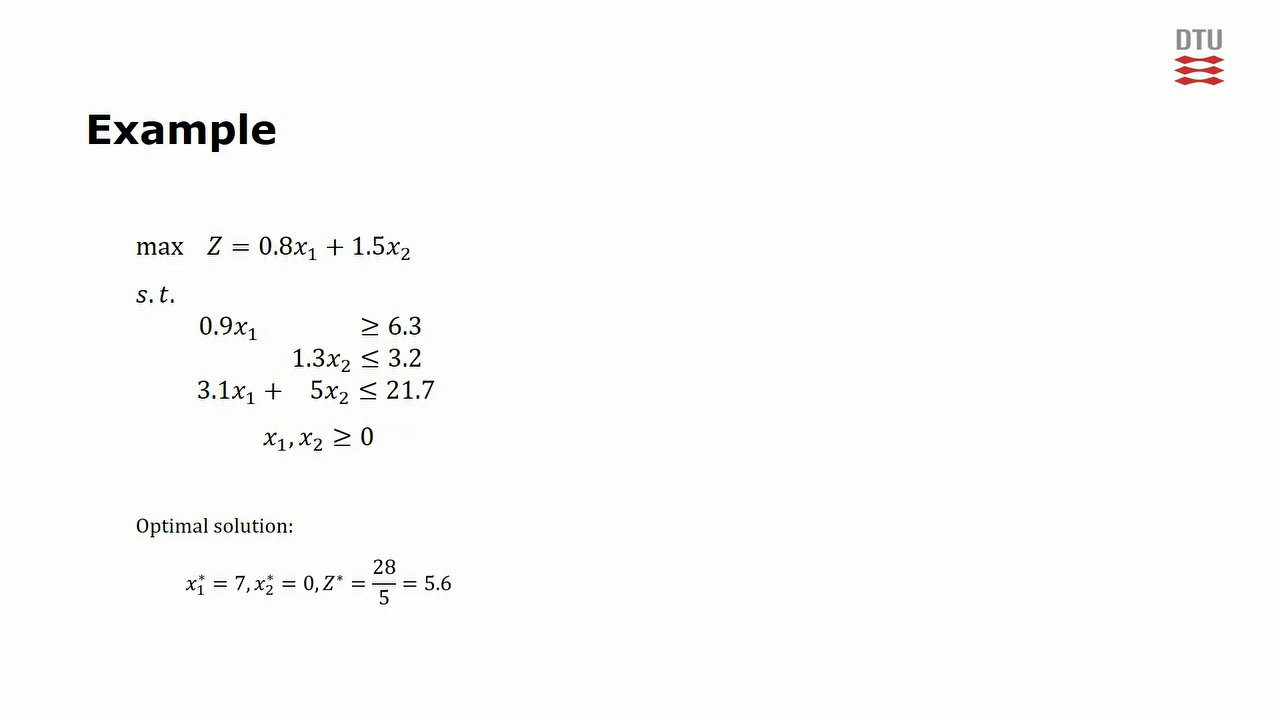 DTU
Example
max Z = 0.8x₁ + 1.5x₂
s.t.
0.9x₁ ≥ 6.3
1.3x₂ ≤ 3.2
3.1x₁ + 5x₂ ≤ 21.7
x₁, x₂ ≥ 0
Optimal solution:
x₁* = 7, x₂* = 0, Z* = 28/5 = 5.6